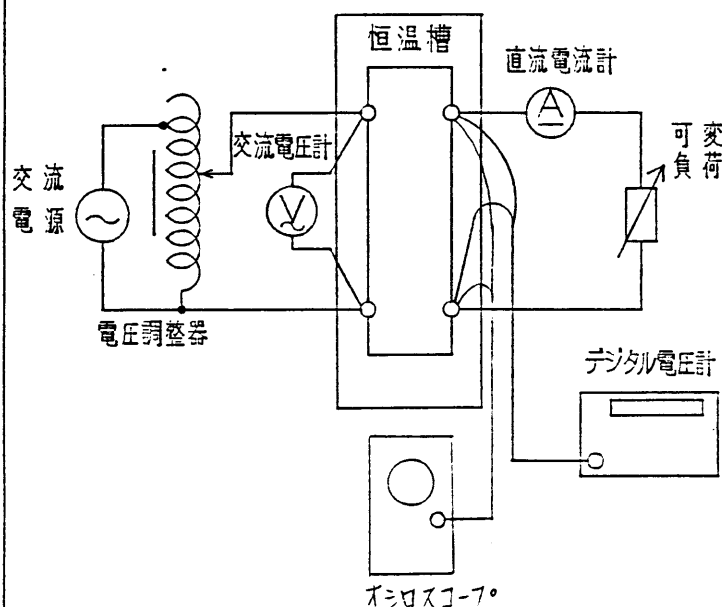 恒温槽
直流電流計
A
可変
負荷
交流電圧計
V
交流
電源
電圧調整器
デジタル電圧計
オシロスコープ